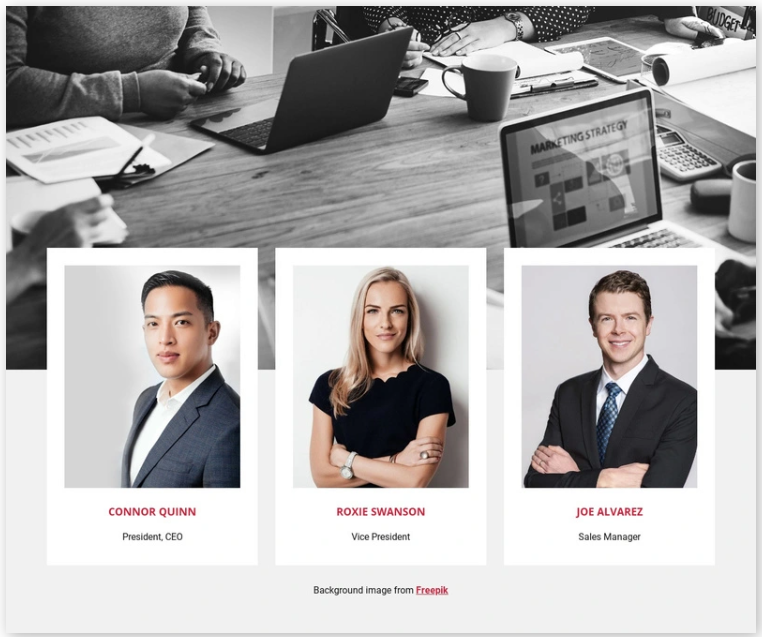 BUDGET
MARKETING STRATEGY
CONNOR QUINN
President, CEO
ROXIE SWANSON
Vice President
JOE ALVAREZ
Sales Manager
Background image from Freepik